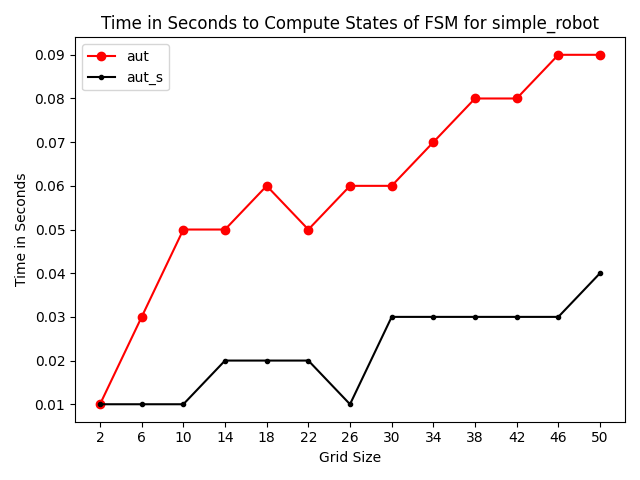 Time in Seconds to Compute States of FSM for simple_robot
aut
aut_s
Time in Seconds
0.09
0.08
0.07
0.06
0.05
0.04
0.03
0.02
0.01
2 6 10 14 18 22 26 30 34 38 42 46 50
Grid Size